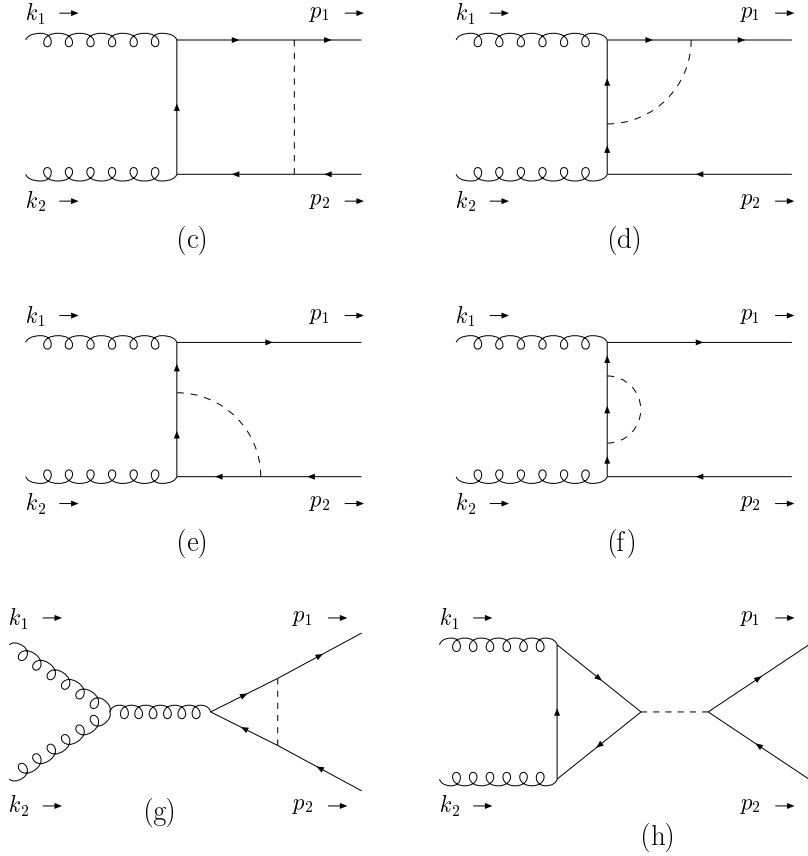 k₁ p₁ k₁ p₁
k₂ p₂ k₂ p₂
(c) (d)
k₁ p₁ k₁ p₁
k₂ p₂ k₂ p₂
(e) (f)
k₁ p₁ k₁ p₁
k₂ p₂ k₂ p₂
(g) (h)